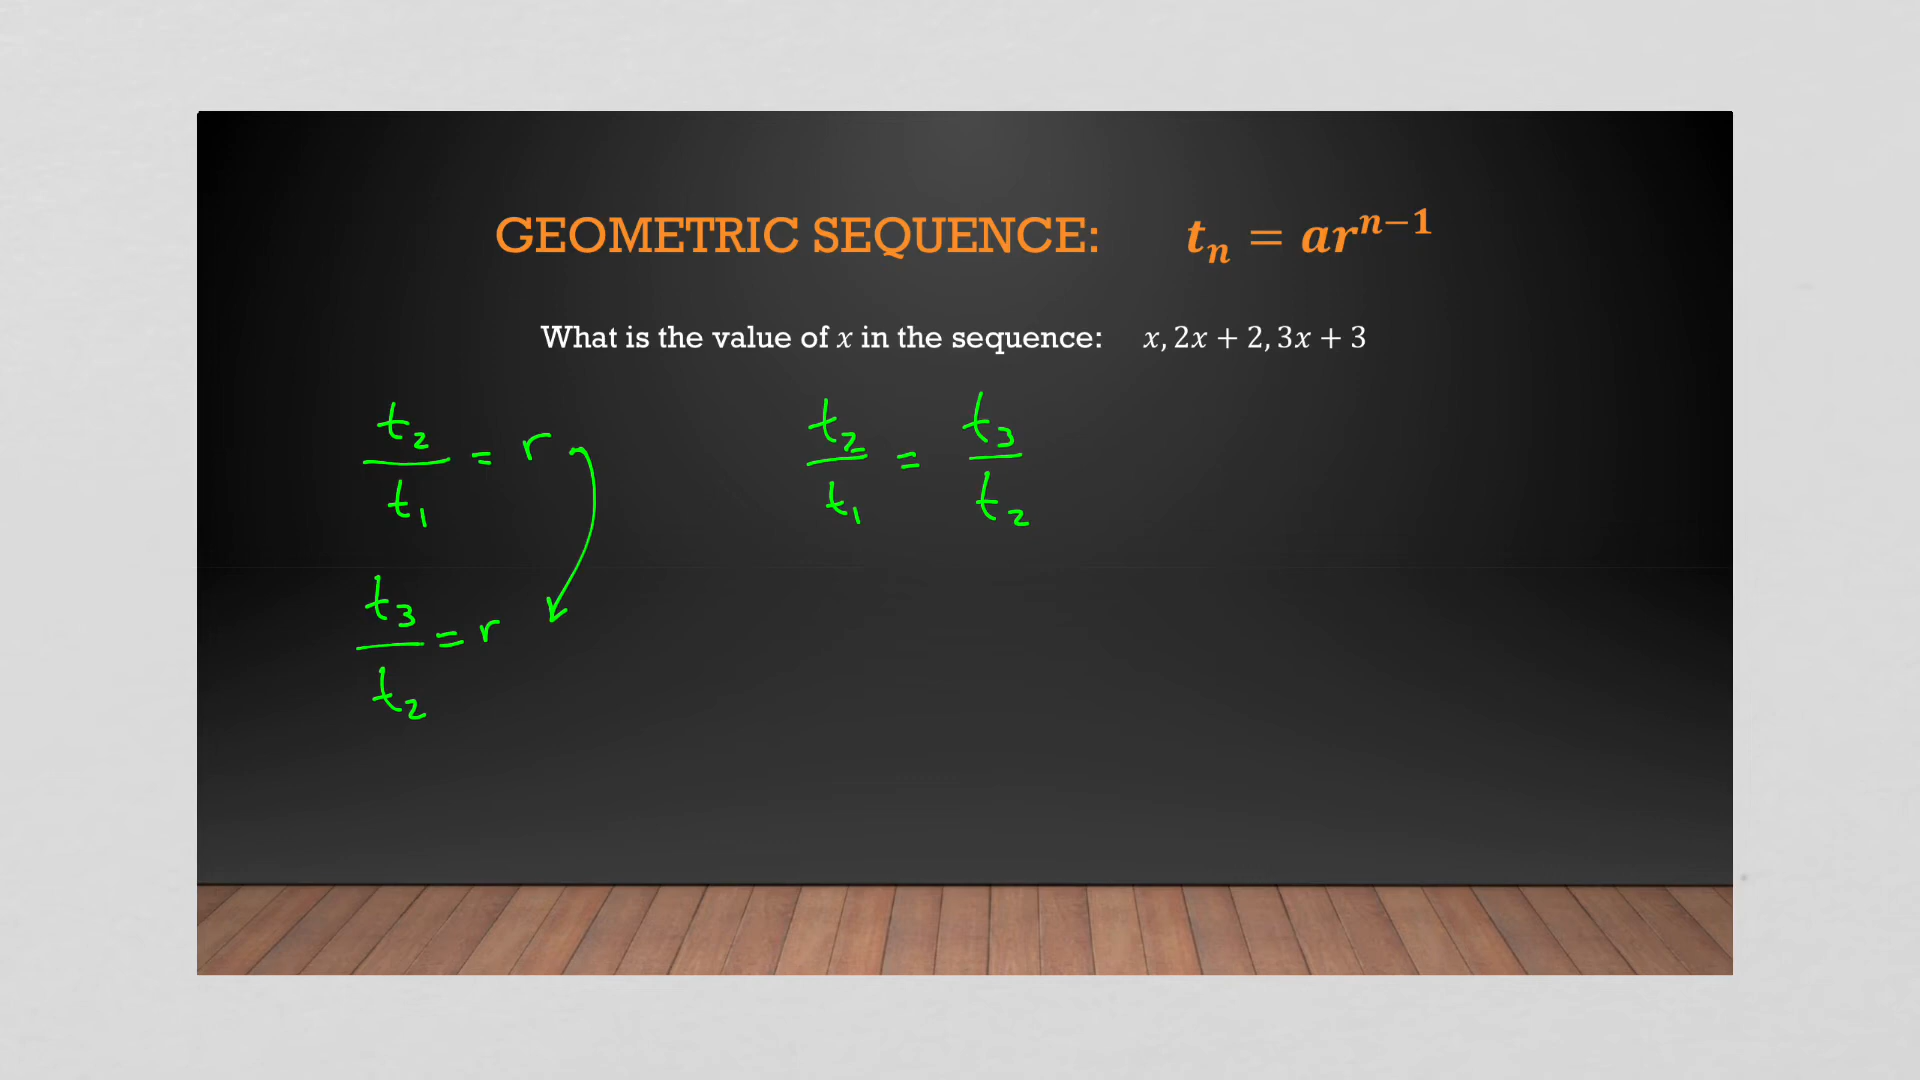 GEOMETRIC SEQUENCE: tₙ = arⁿ⁻¹
What is the value of x in the sequence: x, 2x + 2, 3x + 3
t₂/t₁ = r
t₂/t₁ = t₃/t₂
t₃/t₂ = r